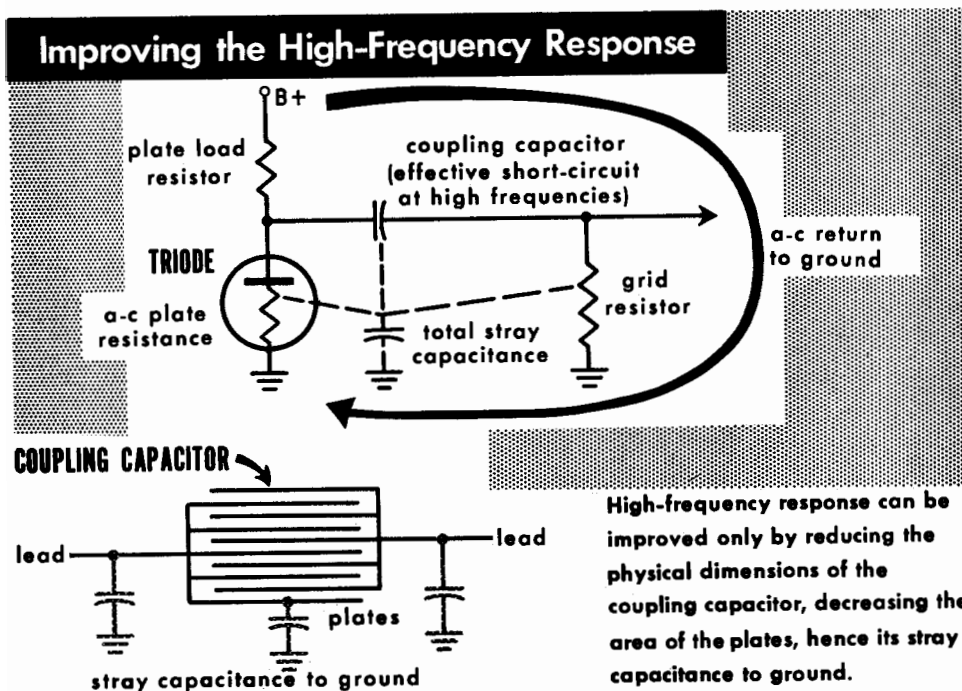 Improving the High-Frequency Response
B+
plate load
resistor
coupling capacitor
(effective short-circuit
at high frequencies)
a-c return
to ground
TRIODE
a-c plate
resistance
total stray
capacitance
grid
resistor
COUPLING CAPACITOR
lead
lead
plates
stray capacitance to ground
High-frequency response can be
improved only by reducing the
physical dimensions of the
coupling capacitor, decreasing the
area of the plates, hence its stray
capacitance to ground.